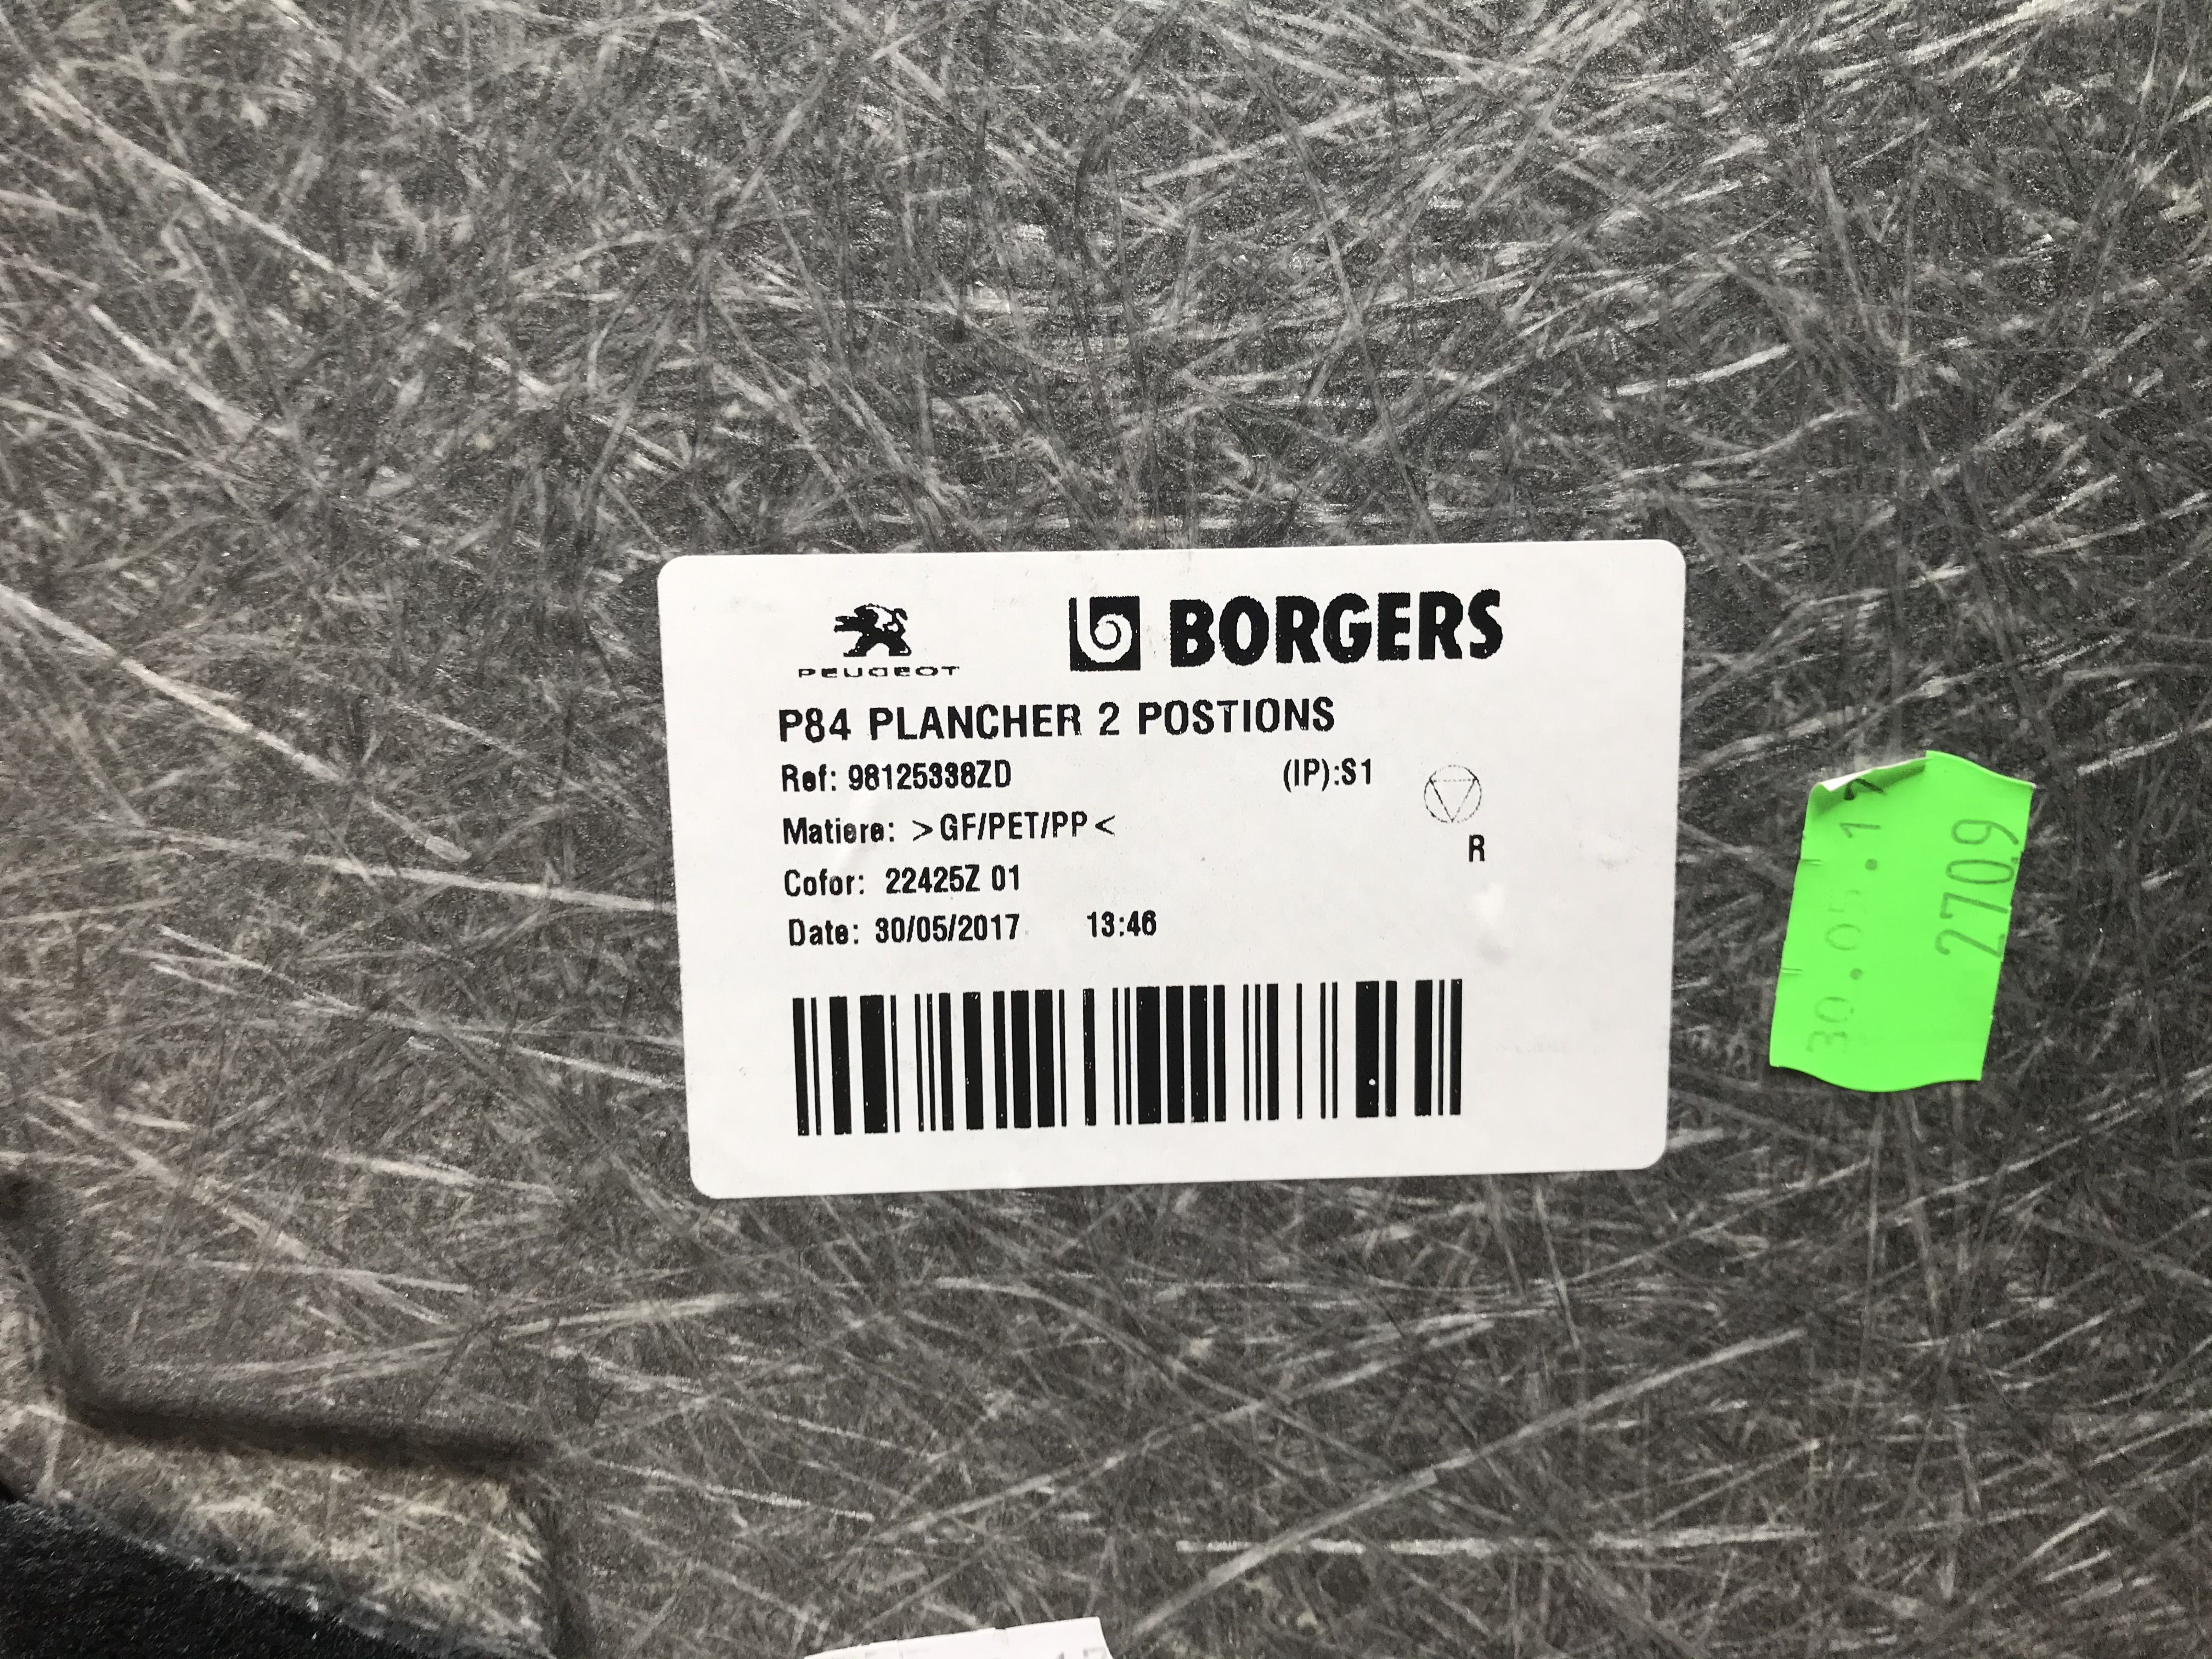 PEUGEOT
BORGERS
P84 PLANCHER 2 POSTIONS
Ref: 98125338ZD
(IP):S1
Matiere: >GF/PET/PP<
R
Cofor: 22425Z 01
Date: 30/05/2017 13:46
30.05.17
2709